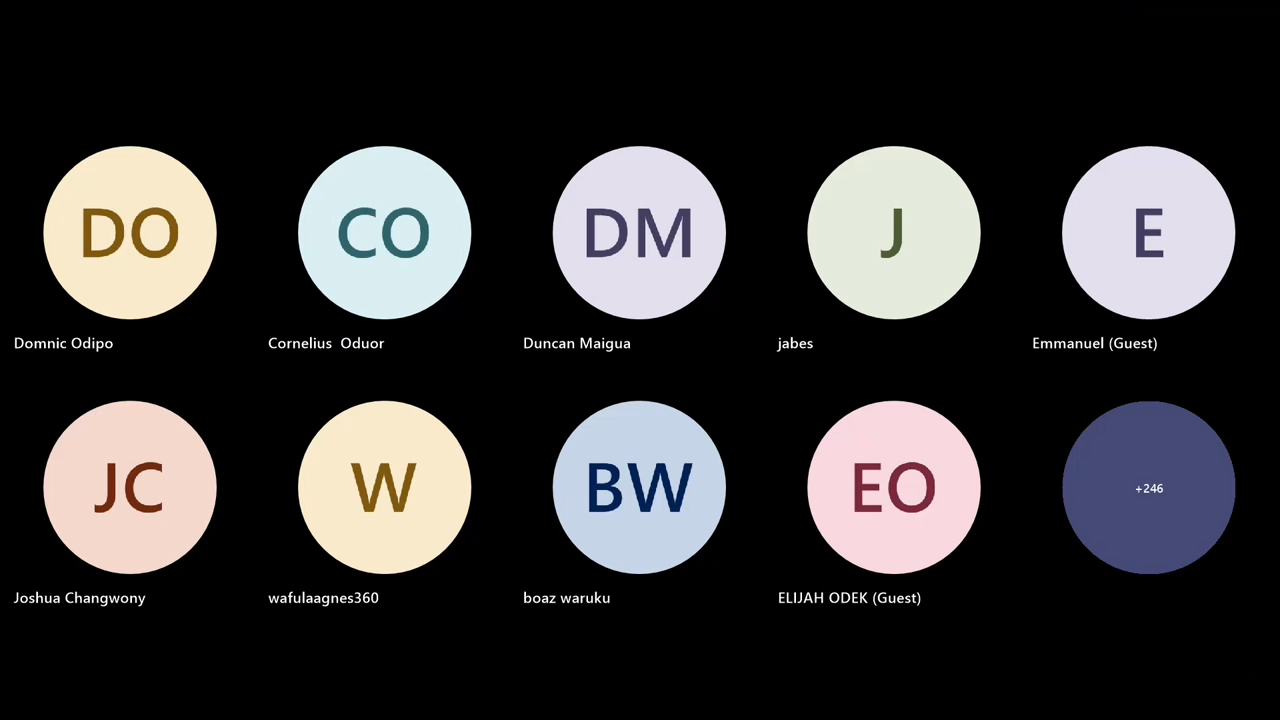 DO CO DM J E
Domnic Odipo Cornelius  Oduor Duncan Maigua jabes Emmanuel (Guest)
JC W BW EO +246
Joshua Changwony wafulaagnes360 boaz waruku ELIJAH ODEK (Guest)